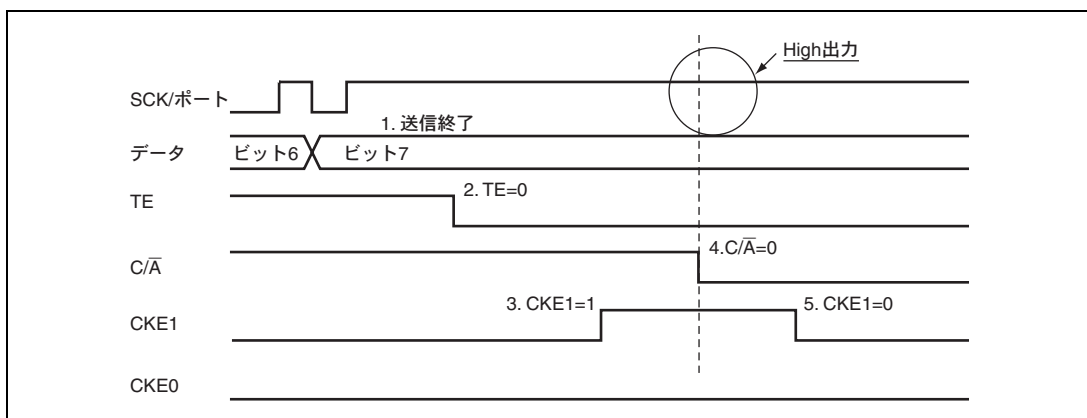 High出力
SCK/ポート
1. 送信終了
データ
ビット6
ビット7
TE
2. TE=0
C/A̅
4.C/A̅=0
CKE1
3. CKE1=1
5. CKE1=0
CKE0